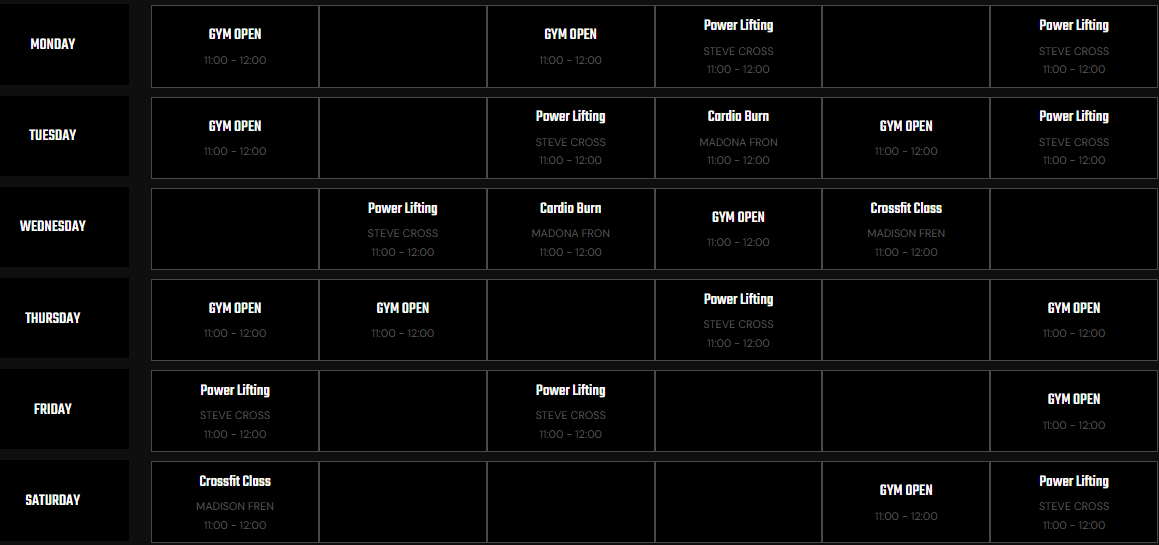 MONDAY
GYM OPEN
11:00 - 12:00
GYM OPEN
11:00 - 12:00
Power Lifting
STEVE CROSS
11:00 - 12:00
Power Lifting
STEVE CROSS
11:00 - 12:00
TUESDAY
GYM OPEN
11:00 - 12:00
Power Lifting
STEVE CROSS
11:00 - 12:00
Cardio Burn
MADONA FRON
11:00 - 12:00
GYM OPEN
11:00 - 12:00
Power Lifting
STEVE CROSS
11:00 - 12:00
WEDNESDAY
Power Lifting
STEVE CROSS
11:00 - 12:00
Cardio Burn
MADONA FRON
11:00 - 12:00
GYM OPEN
11:00 - 12:00
Crossfit Class
MADISON FREN
11:00 - 12:00
THURSDAY
GYM OPEN
11:00 - 12:00
GYM OPEN
11:00 - 12:00
Power Lifting
STEVE CROSS
11:00 - 12:00
GYM OPEN
11:00 - 12:00
FRIDAY
Power Lifting
STEVE CROSS
11:00 - 12:00
Power Lifting
STEVE CROSS
11:00 - 12:00
GYM OPEN
11:00 - 12:00
SATURDAY
Crossfit Class
MADISON FREN
11:00 - 12:00
GYM OPEN
11:00 - 12:00
Power Lifting
STEVE CROSS
11:00 - 12:00